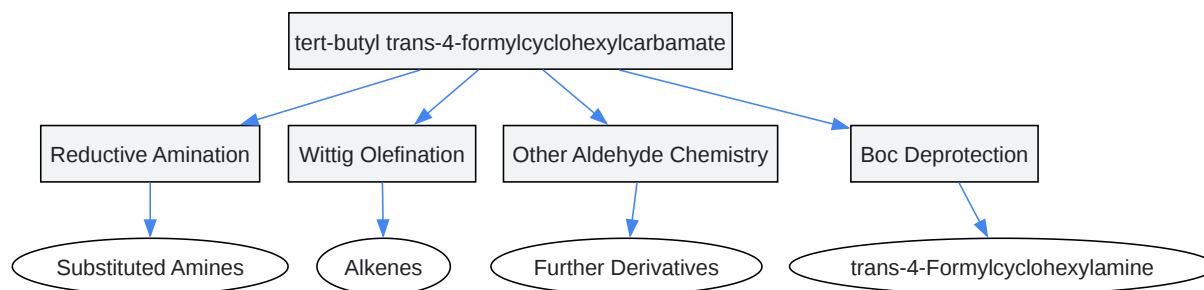 tert-butyl trans-4-formylcyclohexylcarbamate
Reductive Amination
Wittig Olefination
Other Aldehyde Chemistry
Boc Deprotection
Substituted Amines
Alkenes
Further Derivatives
trans-4-Formylcyclohexylamine